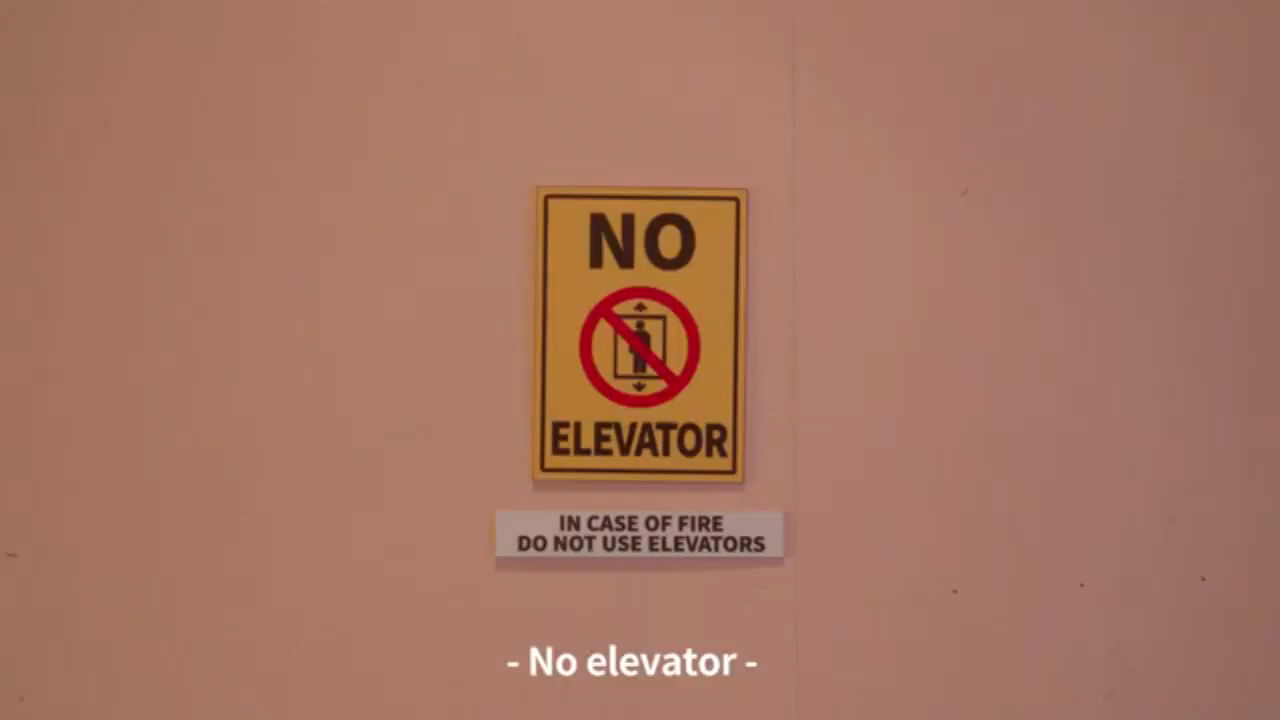 NO
ELEVATOR
IN CASE OF FIRE
DO NOT USE ELEVATORS
- No elevator -